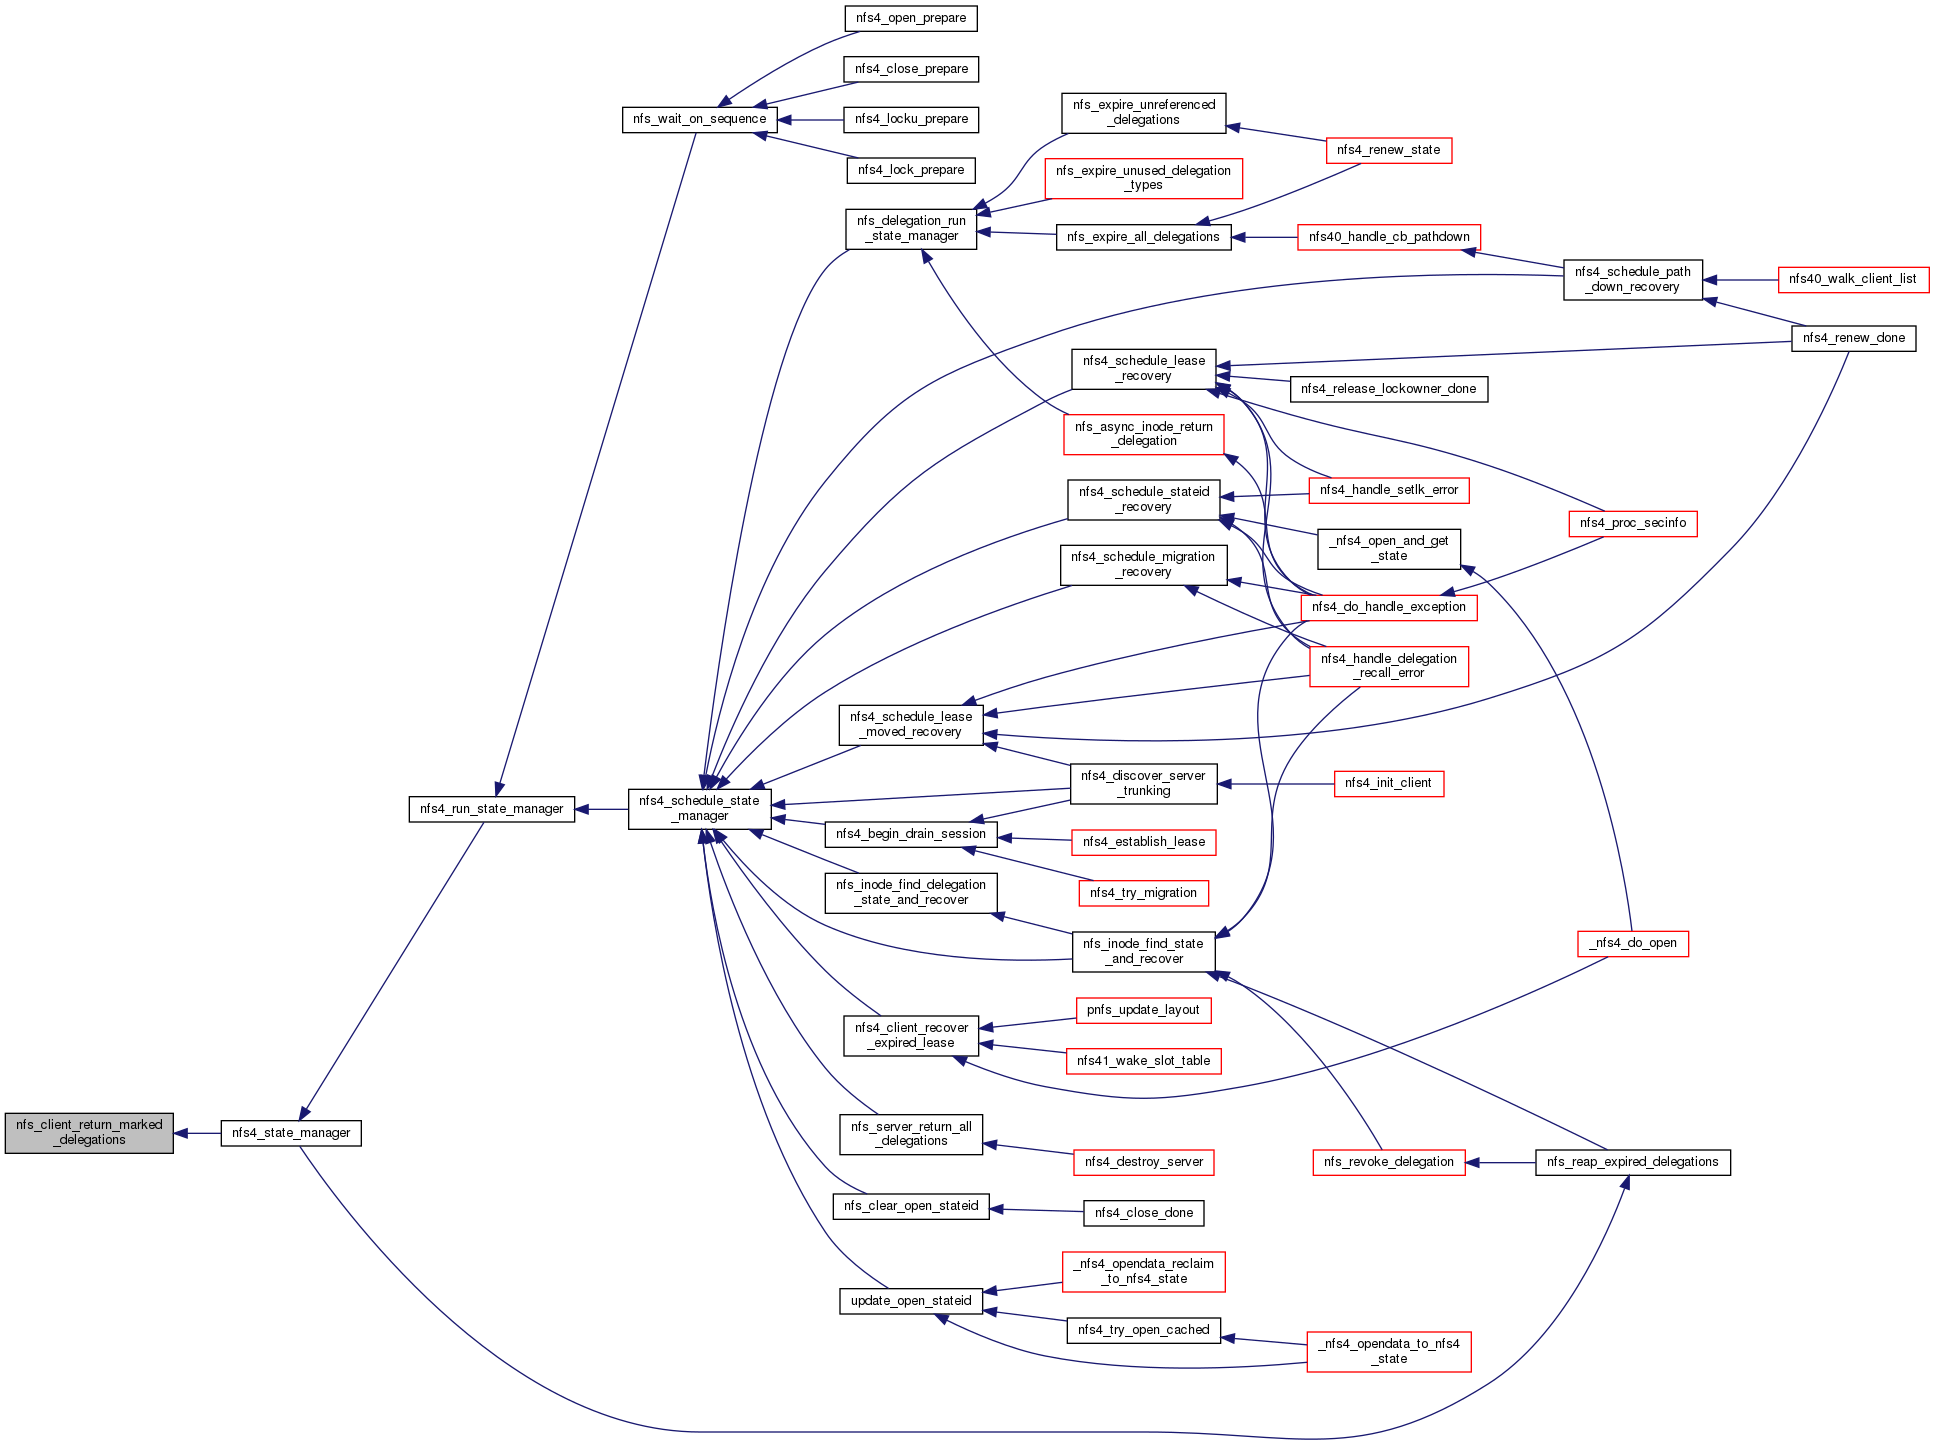 nfs4_open_prepare
nfs4_close_prepare
nfs_wait_on_sequence
nfs4_locku_prepare
nfs4_lock_prepare
nfs_expire_unreferenced
_delegations
nfs4_renew_state
nfs_expire_unused_delegation
_types
nfs_delegation_run
_state_manager
nfs_expire_all_delegations
nfs40_handle_cb_pathdown
nfs4_schedule_path
_down_recovery
nfs40_walk_client_list
nfs4_renew_done
nfs4_schedule_lease
_recovery
nfs4_release_lockowner_done
nfs_async_inode_return
_delegation
nfs4_schedule_stateid
_recovery
nfs4_handle_setlk_error
nfs4_proc_secinfo
_nfs4_open_and_get
_state
nfs4_schedule_migration
_recovery
nfs4_do_handle_exception
nfs4_handle_delegation
_recall_error
nfs4_schedule_lease
_moved_recovery
nfs4_discover_server
_trunking
nfs4_init_client
nfs4_run_state_manager
nfs4_schedule_state
_manager
nfs4_begin_drain_session
nfs4_establish_lease
nfs4_try_migration
nfs_inode_find_delegation
_state_and_recover
nfs_inode_find_state
_and_recover
_nfs4_do_open
pnfs_update_layout
nfs4_client_recover
_expired_lease
nfs41_wake_slot_table
nfs_client_return_marked
_delegations
nfs4_state_manager
nfs_server_return_all
_delegations
nfs4_destroy_server
nfs_revoke_delegation
nfs_reap_expired_delegations
nfs_clear_open_stateid
nfs4_close_done
_nfs4_opendata_reclaim
_to_nfs4_state
update_open_stateid
nfs4_try_open_cached
_nfs4_opendata_to_nfs4
_state